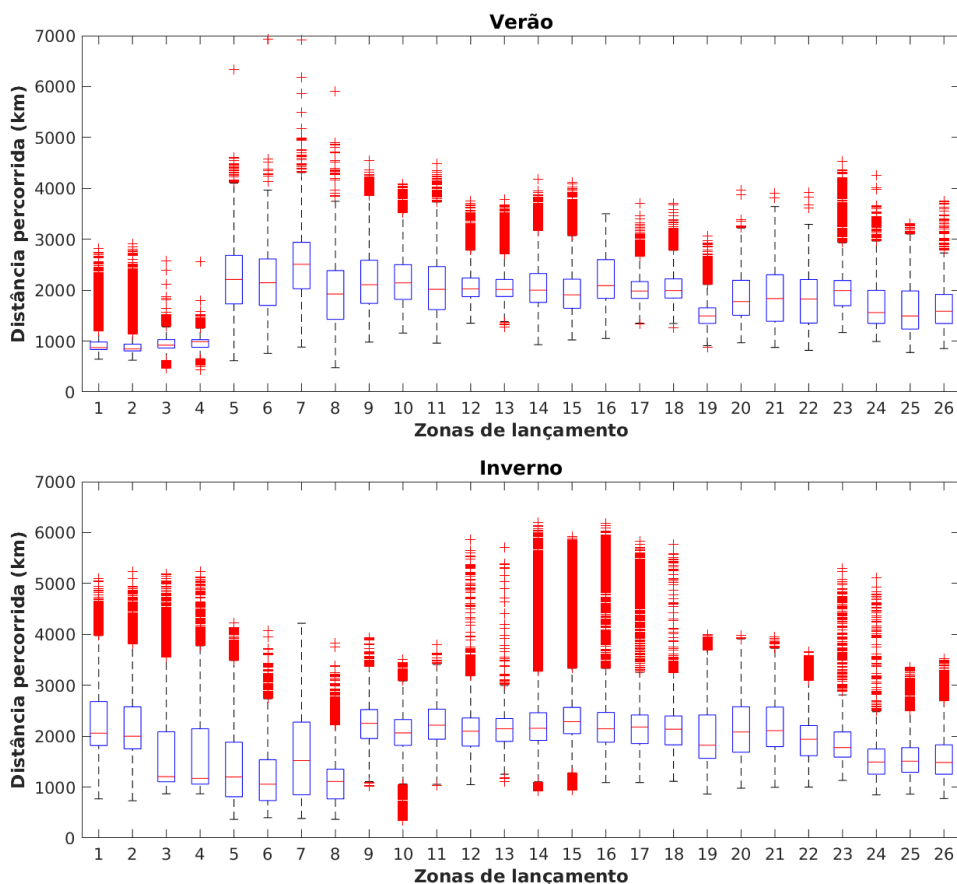 Verão
7000
6000
5000
4000
3000
2000
1000
0
Distância percorrida (km)
1 2 3 4 5 6 7 8 9 10 11 12 13 14 15 16 17 18 19 20 21 22 23 24 25 26
Zonas de lançamento
Inverno
7000
6000
5000
4000
3000
2000
1000
0
Distância percorrida (km)
1 2 3 4 5 6 7 8 9 10 11 12 13 14 15 16 17 18 19 20 21 22 23 24 25 26
Zonas de lançamento